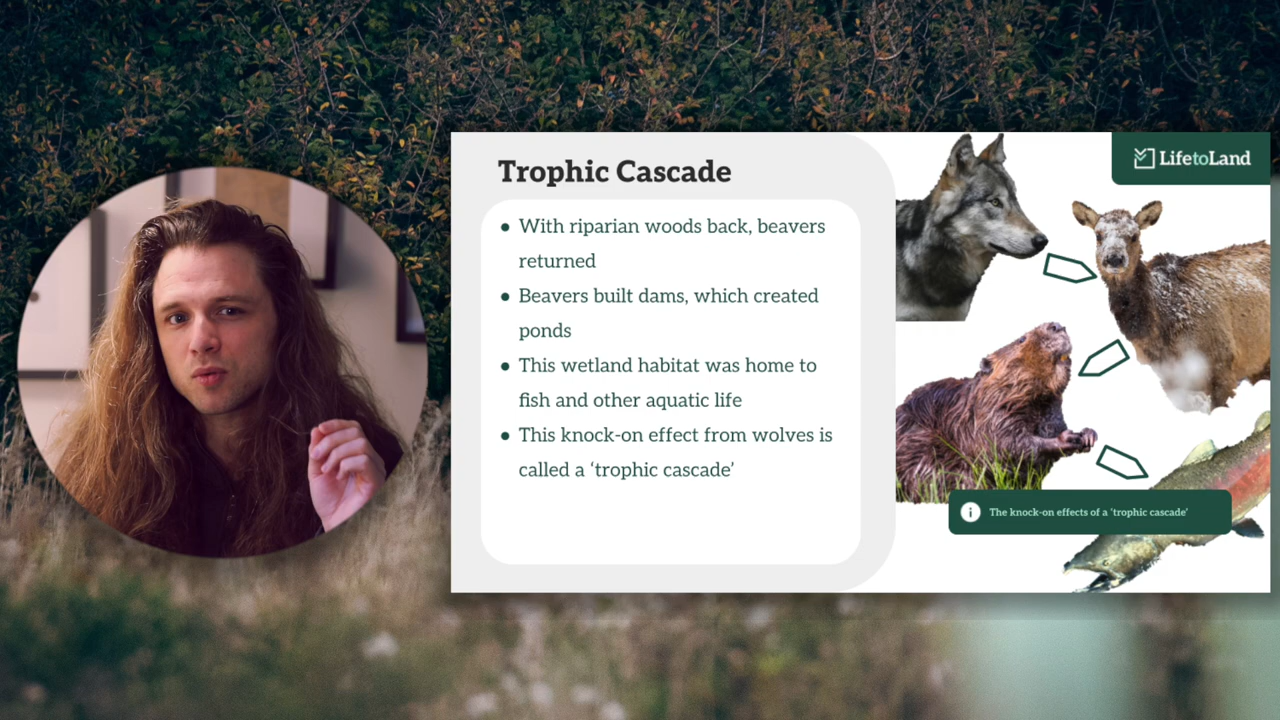 Trophic Cascade
LifetoLand
• With riparian woods back, beavers
returned
• Beavers built dams, which created
ponds
• This wetland habitat was home to
fish and other aquatic life
• This knock-on effect from wolves is
called a ‘trophic cascade’
i
The knock-on effects of a ‘trophic cascade’